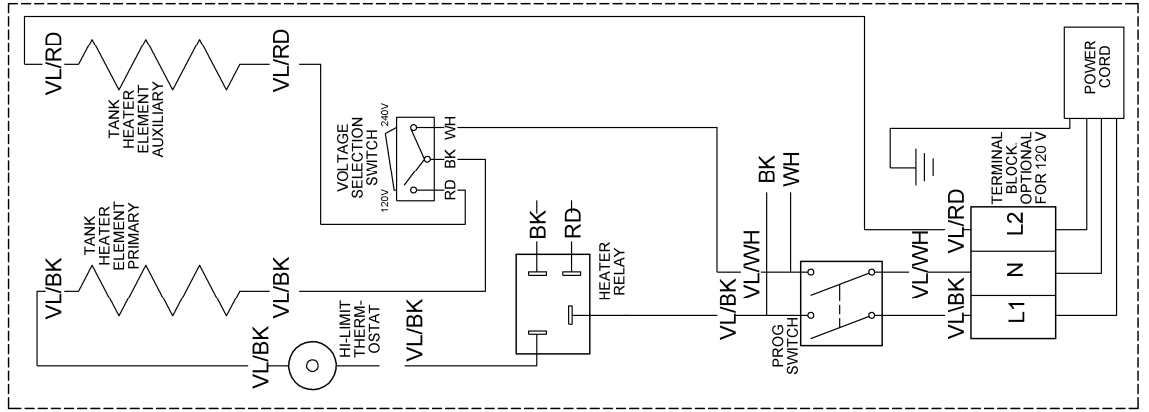 VL/RD
TANK
HEATER
ELEMENT
AUXILIARY
VL/RD
VOLTAGE
SELECTION
SWITCH
240V
120V
WH
BK
RD
VL/BK
TANK
HEATER
ELEMENT
PRIMARY
VL/BK
VL/BK
HI-LIMIT
THERM-
OSTAT
VL/BK
BK
RD
HEATER
RELAY
VL/BK
VL/WH
BK
WH
PROG
SWITCH
VL/RD
VL/WH
VL\BK
TERMINAL
BLOCK.
OPTIONAL
FOR 120 V
L2
N
L1
POWER
CORD